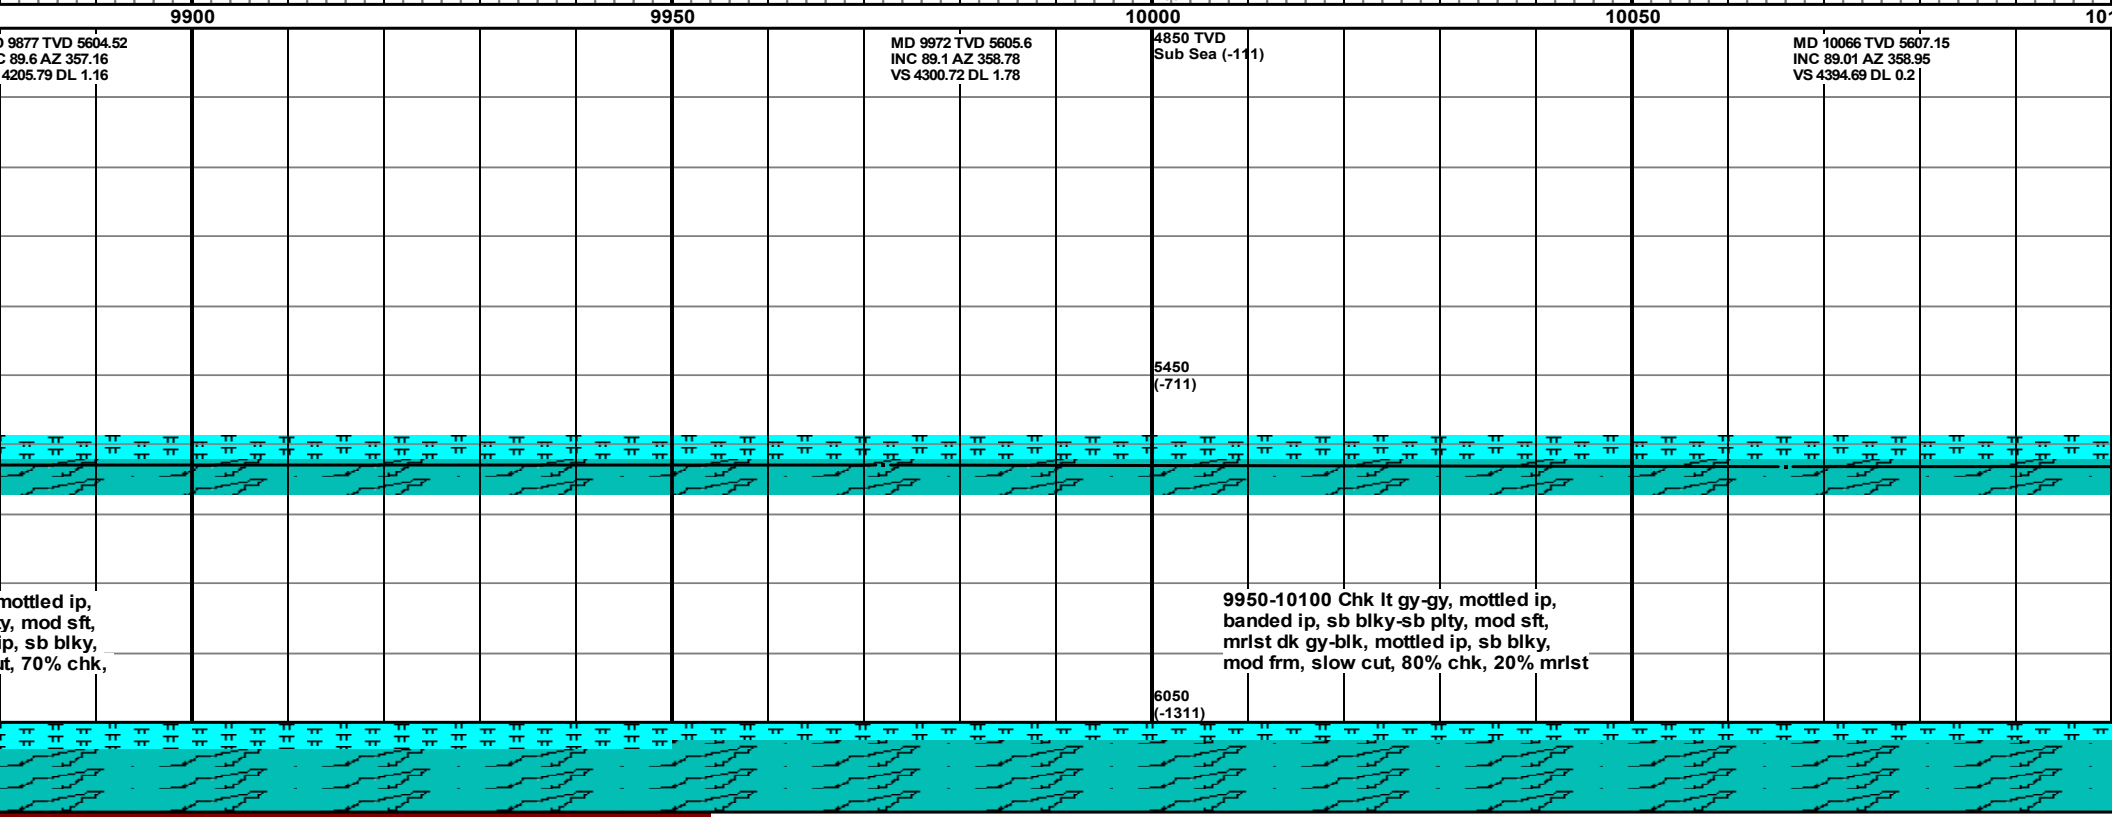 9900 9950 10000 10050 10
9877 TVD 5604.52
89.6 AZ 357.16
4205.79 DL 1.16
MD 9972 TVD 5605.6
INC 89.1 AZ 358.78
VS 4300.72 DL 1.78
4850 TVD
Sub Sea (-111)
MD 10066 TVD 5607.15
INC 89.01 AZ 358.95
VS 4394.69 DL 0.2
5450
(-711)
mottled ip,
mod sft,
ip, sb blky,
70% chk,
9950-10100 Chk lt gy-gy, mottled ip,
banded ip, sb blky-sb plty, mod sft,
mrlst dk gy-blk, mottled ip, sb blky,
mod frm, slow cut, 80% chk, 20% mrlst
6050
(-1311)